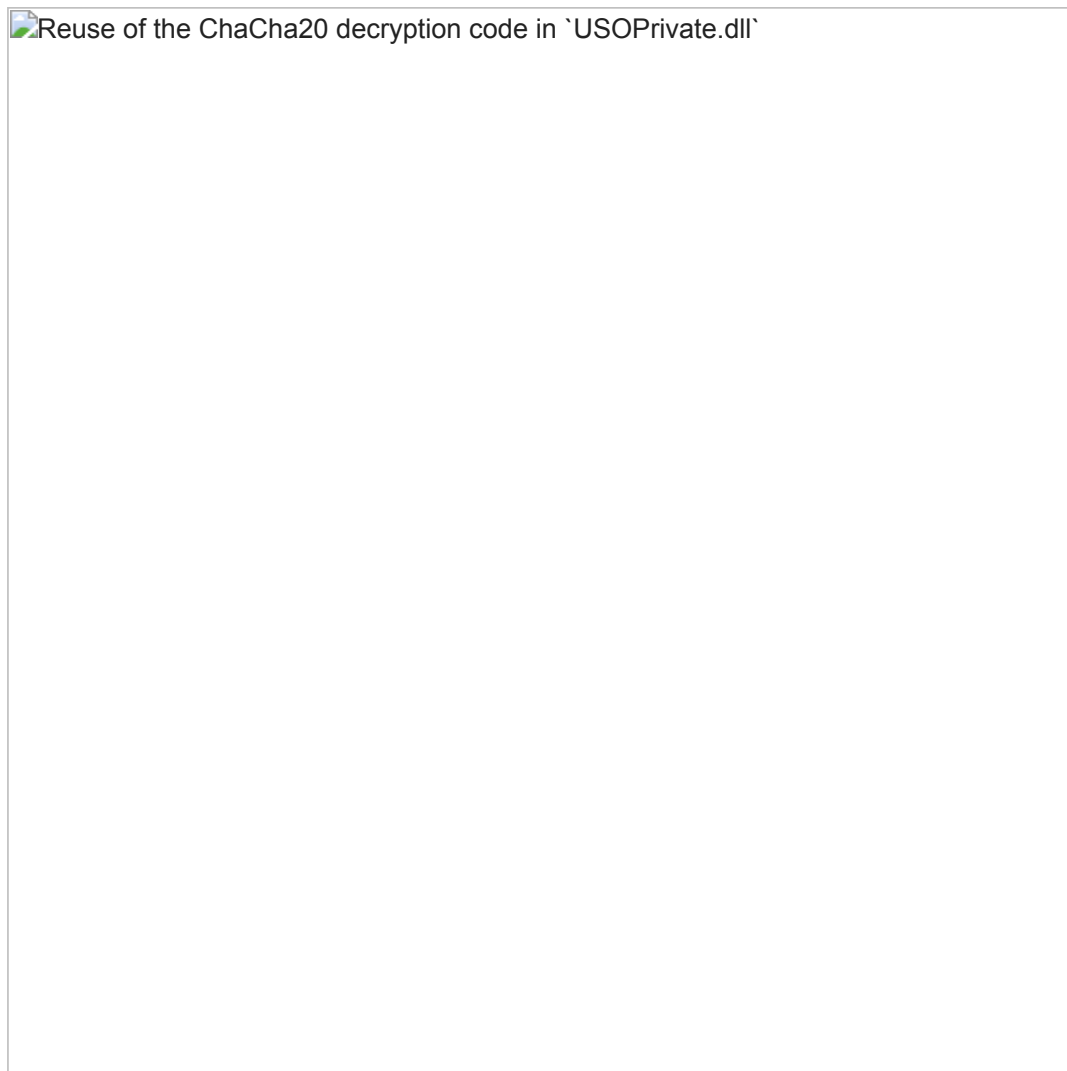 Reuse of the ChaCha20 decryption code in `USOPrivate.dll`